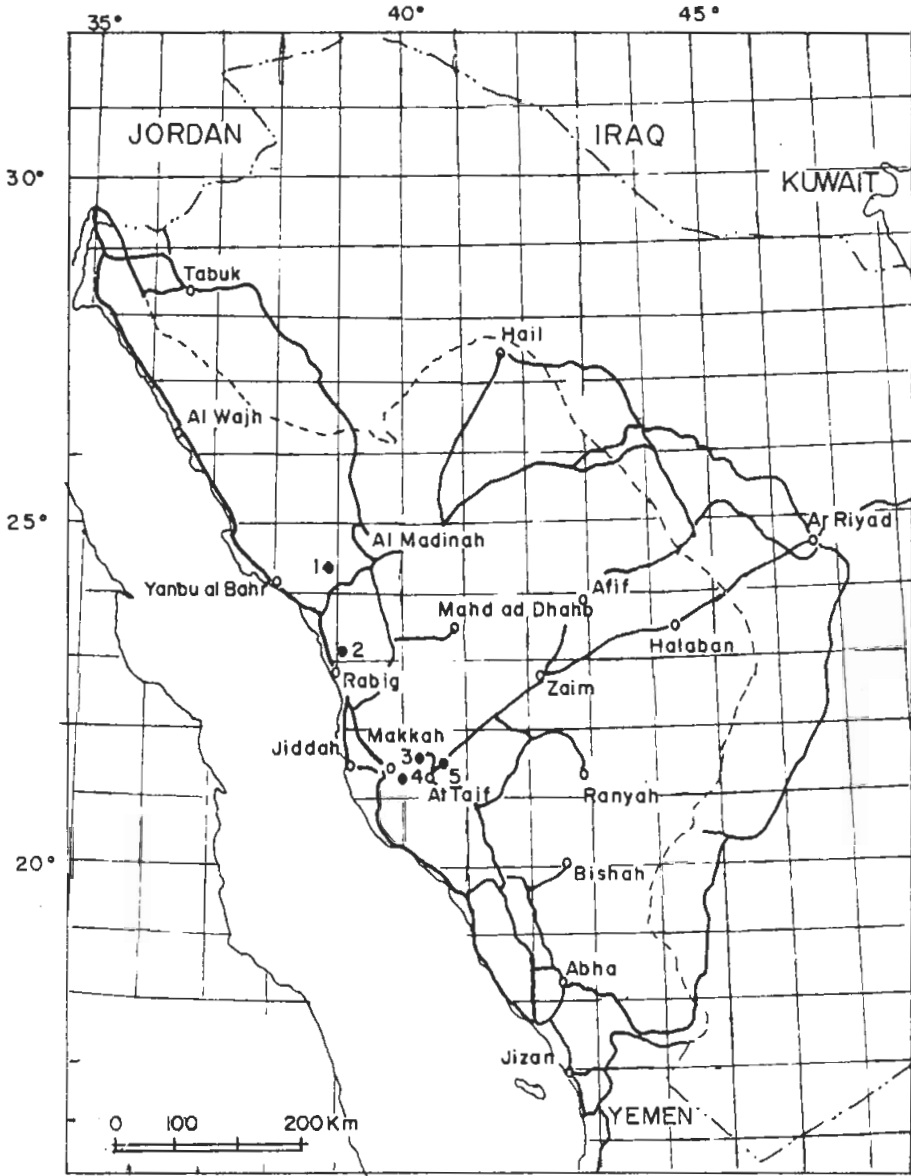 35° 40° 45°
JORDAN IRAQ
30° KUWAIT
Tabuk
Hail
Al Wajh
25° Ar Riyad
Al Madinah
1
Yanbu al Bahr Afif
Mahd ad Dhahb
2 Halaban
Rabig Zaim
Makkah
Jiddah 3
4 5
At Taif Ranyah
20°
Bishah
Abha
Jizan
0 100 200 Km
YEMEN